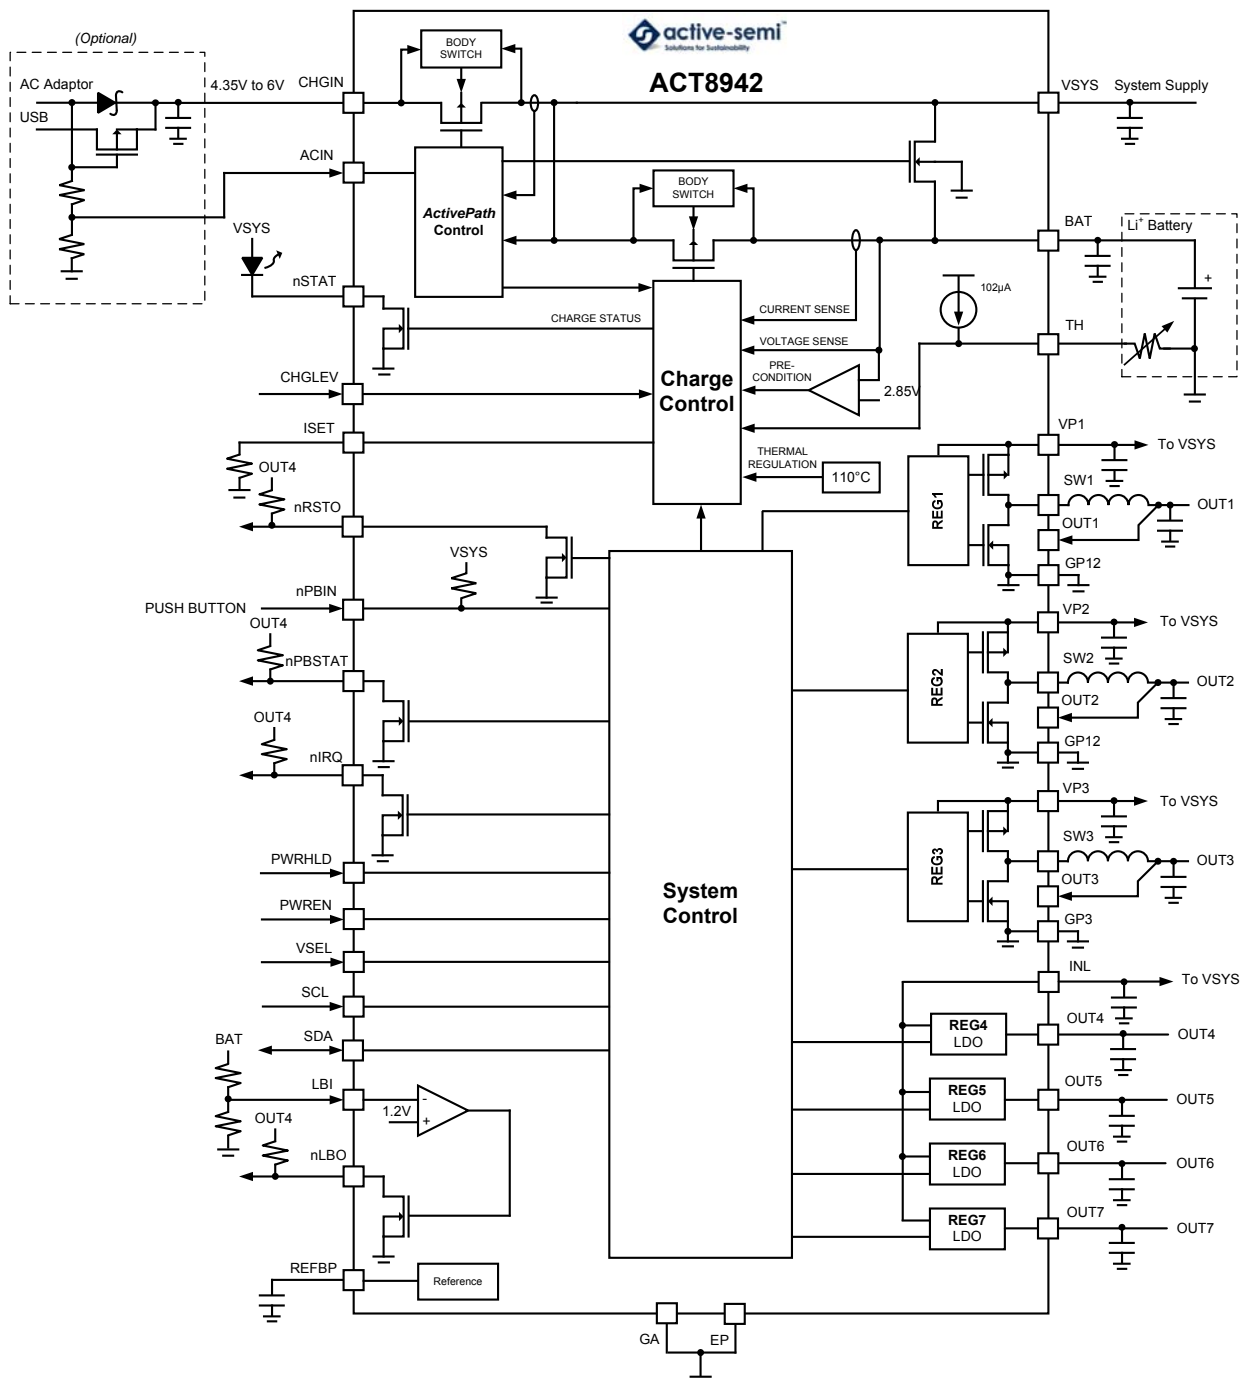 active-semi™
Solutions for Sustainability
ACT8942
(Optional)
AC Adaptor
USB
4.35V to 6V
CHGIN
BODY
SWITCH
VSYS
System Supply
ACIN
ActivePath
Control
BODY
SWITCH
BAT
Li+ Battery
+
VSYS
nSTAT
CHARGE STATUS
CURRENT SENSE
VOLTAGE SENSE
PRE-
CONDITION
2.85V
102µA
TH
Charge
Control
CHGLEV
ISET
THERMAL
REGULATION
110°C
OUT4
nRSTO
VP1
To VSYS
REG1
SW1
OUT1
OUT1
GP12
VSYS
nPBIN
PUSH BUTTON
OUT4
nPBSTAT
VP2
To VSYS
REG2
SW2
OUT2
OUT2
GP12
OUT4
nIRQ
VP3
To VSYS
REG3
SW3
OUT3
OUT3
GP3
System
Control
PWRHLD
PWREN
VSEL
SCL
SDA
INL
To VSYS
REG4
LDO
OUT4
OUT4
REG5
LDO
OUT5
OUT5
REG6
LDO
OUT6
OUT6
REG7
LDO
OUT7
OUT7
BAT
LBI
1.2V
-
+
OUT4
nLBO
REFBP
Reference
GA
EP